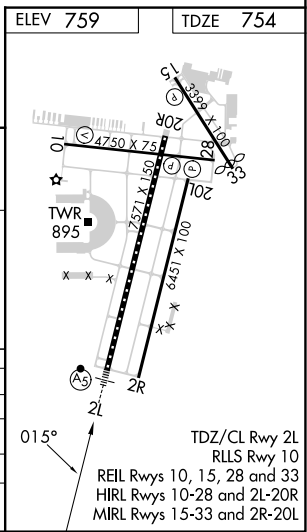 ELEV 759
TDZE 754
15
P
3399 X 100
20R
V
10
4750 X 75
28
33
P
P
20L
7571 X 150
6451 X 100
TWR
895
X X X
X X
A5
2R
2L
015°
TDZ/CL Rwy 2L
RLLS Rwy 10
REIL Rwys 10, 15, 28 and 33
HIRL Rwys 10-28 and 2L-20R
MIRL Rwys 15-33 and 2R-20L